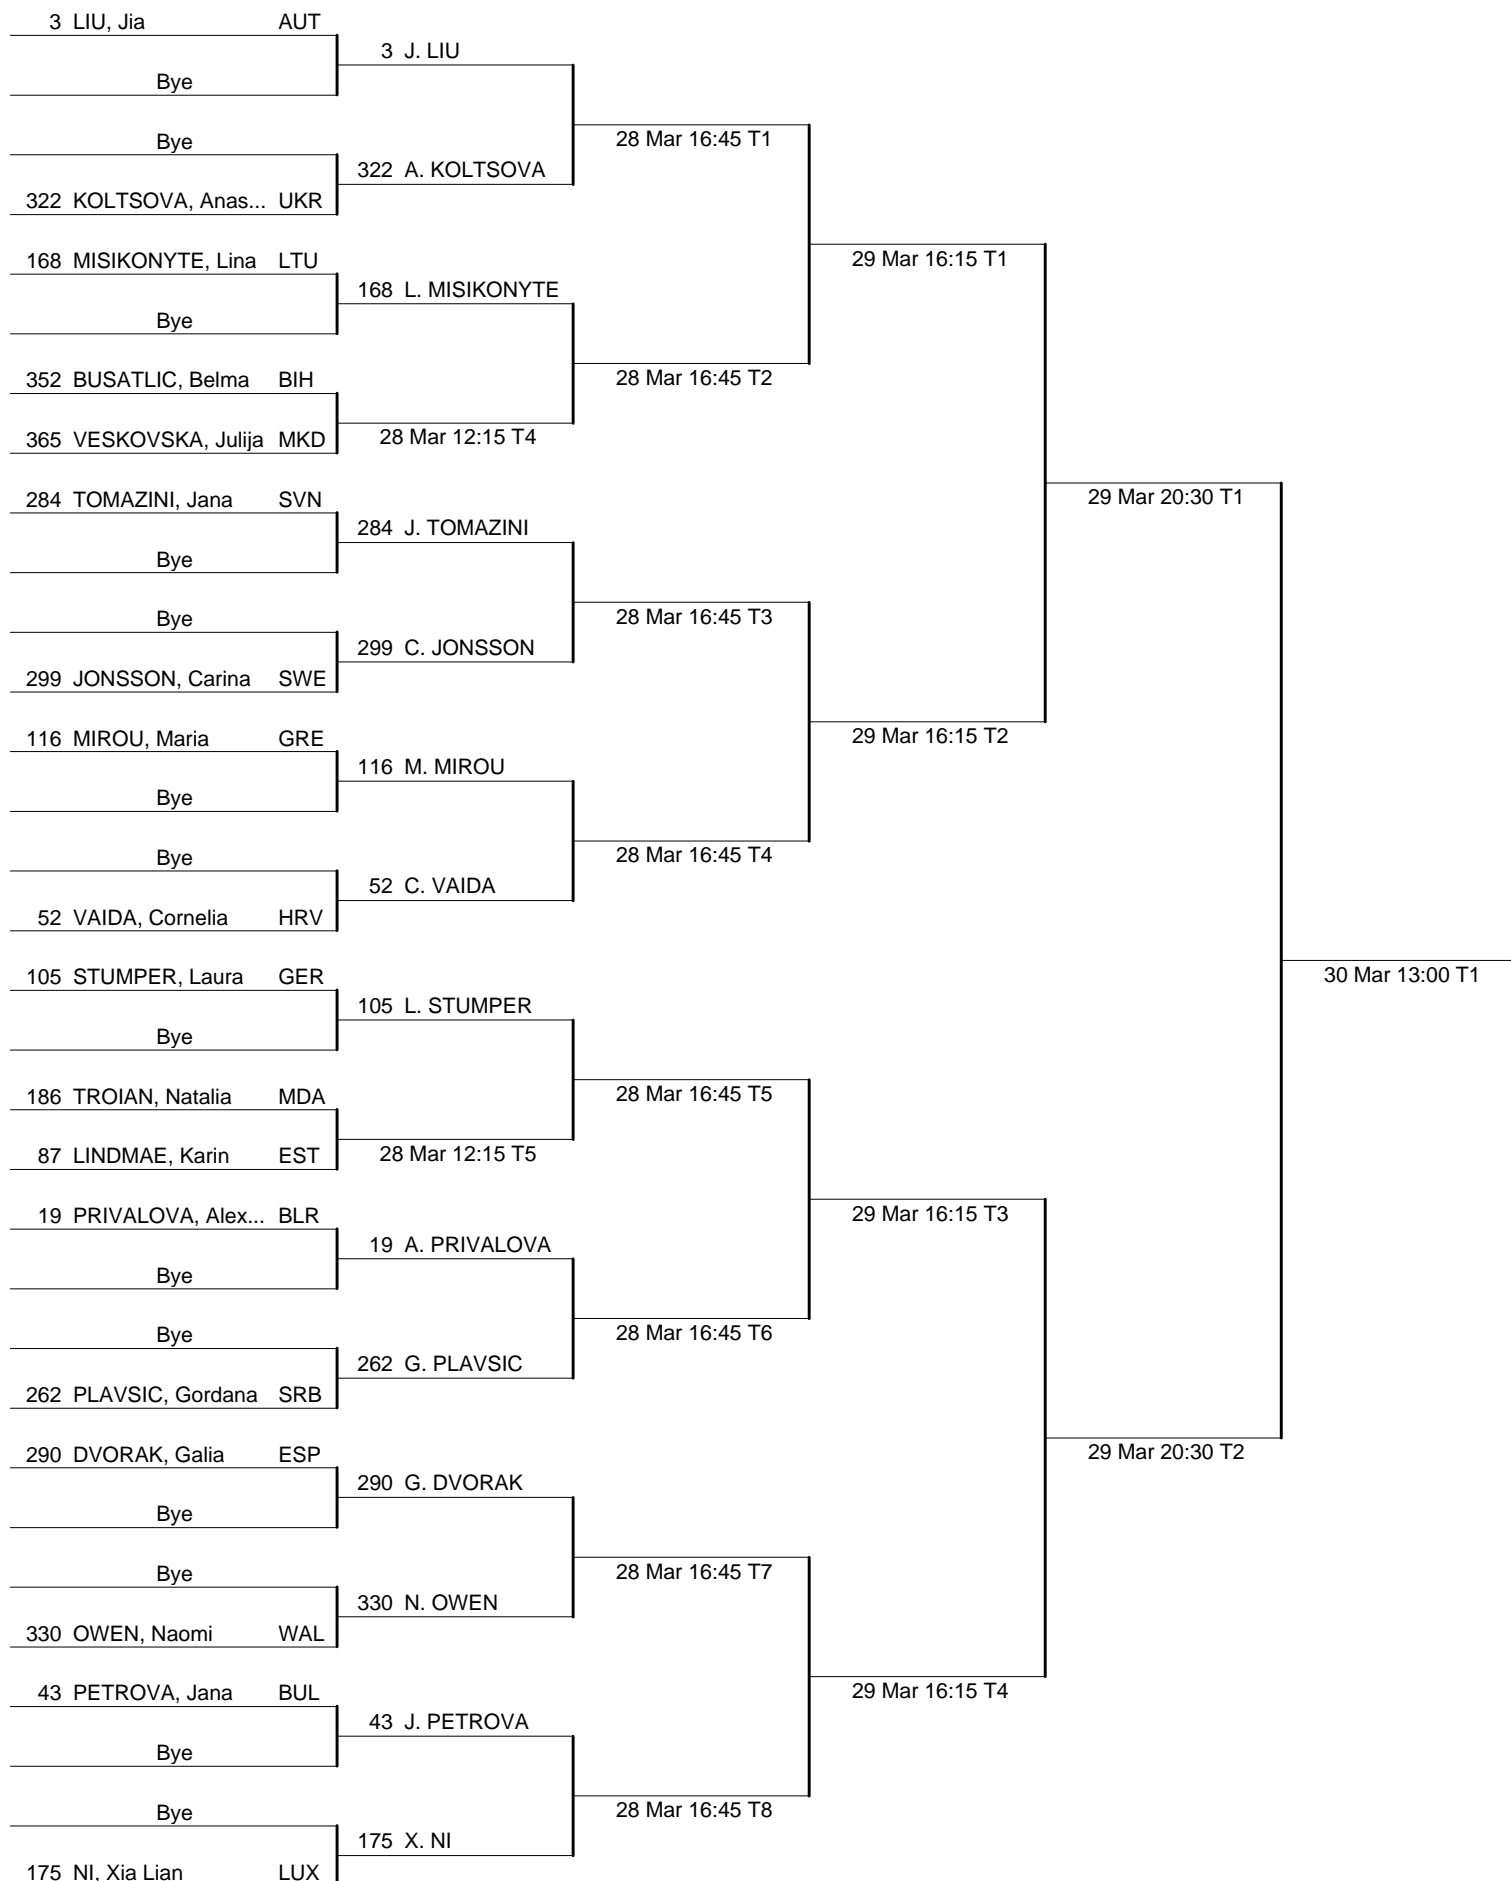 3 LIU, Jia AUT
3 J. LIU
Bye
28 Mar 16:45 T1
Bye
322 A. KOLTSOVA
322 KOLTSOVA, Anas... UKR
29 Mar 16:15 T1
168 MISIKONYTE, Lina LTU
168 L. MISIKONYTE
Bye
28 Mar 16:45 T2
352 BUSATLIC, Belma BIH
28 Mar 12:15 T4
365 VESKOVSKA, Julija MKD
29 Mar 20:30 T1
284 TOMAZINI, Jana SVN
284 J. TOMAZINI
Bye
28 Mar 16:45 T3
Bye
299 C. JONSSON
299 JONSSON, Carina SWE
29 Mar 16:15 T2
116 MIROU, Maria GRE
116 M. MIROU
Bye
28 Mar 16:45 T4
Bye
52 C. VAIDA
52 VAIDA, Cornelia HRV
30 Mar 13:00 T1
105 STUMPER, Laura GER
105 L. STUMPER
Bye
28 Mar 16:45 T5
186 TROIAN, Natalia MDA
28 Mar 12:15 T5
87 LINDMAE, Karin EST
29 Mar 16:15 T3
19 PRIVALOVA, Alex... BLR
19 A. PRIVALOVA
Bye
28 Mar 16:45 T6
Bye
262 G. PLAVSIC
262 PLAVSIC, Gordana SRB
29 Mar 20:30 T2
290 DVORAK, Galia ESP
290 G. DVORAK
Bye
28 Mar 16:45 T7
Bye
330 N. OWEN
330 OWEN, Naomi WAL
29 Mar 16:15 T4
43 PETROVA, Jana BUL
43 J. PETROVA
Bye
28 Mar 16:45 T8
Bye
175 X. NI
175 NI, Xia Lian LUX